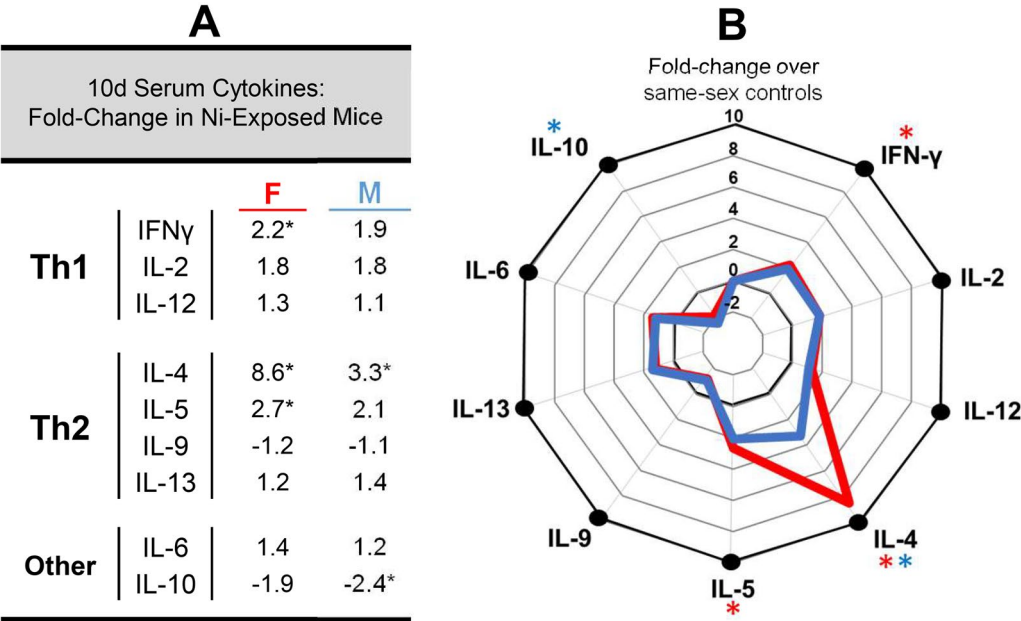 A
10d Serum Cytokines:
Fold-Change in Ni-Exposed Mice
F M
Th1
IFNγ 2.2* 1.9
IL-2 1.8 1.8
IL-12 1.3 1.1
Th2
IL-4 8.6* 3.3*
IL-5 2.7* 2.1
IL-9 -1.2 -1.1
IL-13 1.2 1.4
Other
IL-6 1.4 1.2
IL-10 -1.9 -2.4*
B
Fold-change over
same-sex controls
10
8
6
4
2
0
-2
*
IFN-γ
IL-2
IL-12
IL-4
* *
IL-5
*
IL-9
IL-13
IL-6
*
IL-10